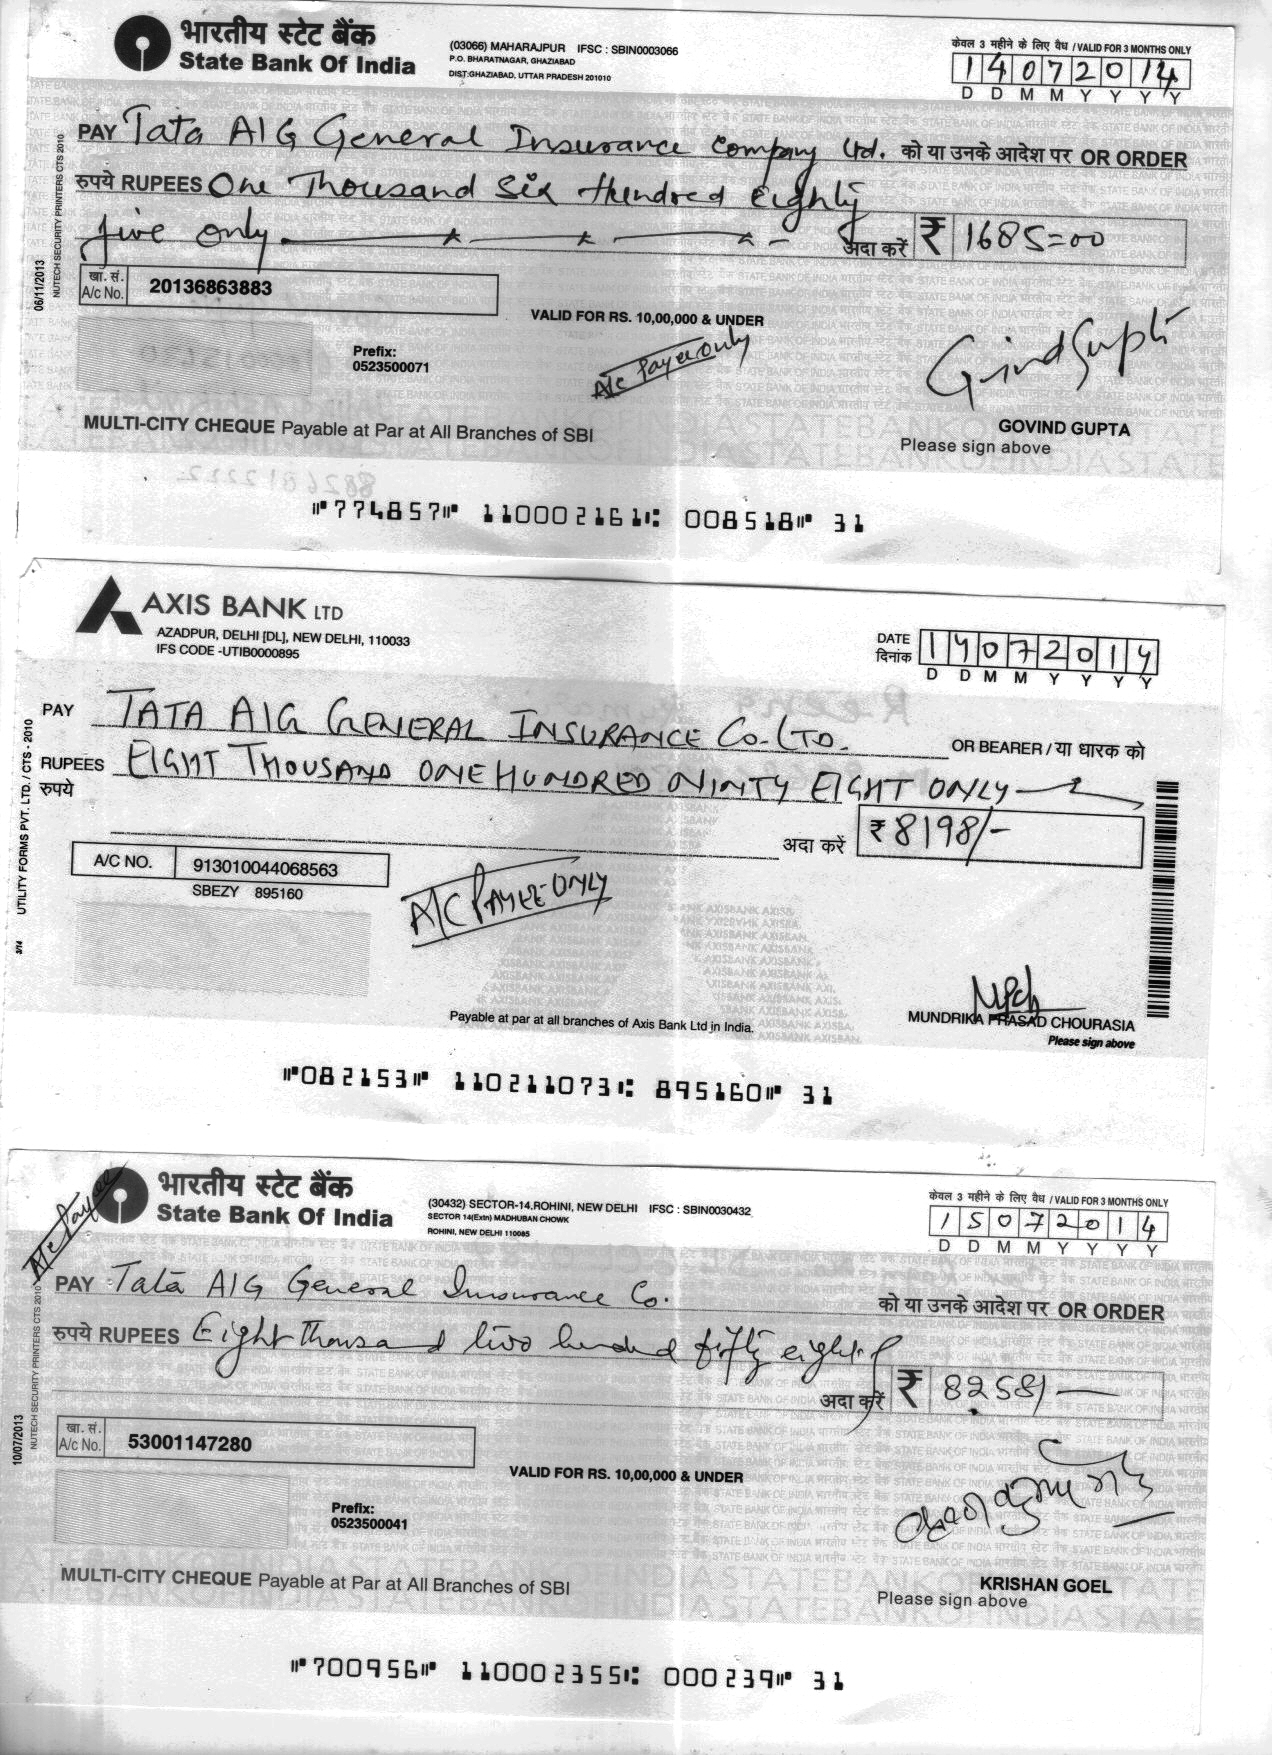 भारतीय स्टेट बैंक
State Bank Of India
(03066) MAHARAJPUR IFSC : SBIN0003066
P.O. BHARATNAGAR, GHAZIABAD
DIST:GHAZIABAD, UTTAR PRADESH 201010
केवल 3 महीने के लिए वैध / VALID FOR 3 MONTHS ONLY
14072014
D D M M Y Y Y Y
PAY Tata AIG General Insurance Company Ltd. को या उनके आदेश पर OR ORDER
रुपये RUPEES One Thousand Six Hundred Eighty
five only
अदा करें ₹ 1685=00
खा. सं.
A/c No. 20136863883
VALID FOR RS. 10,00,000 & UNDER
Prefix:
0523500071
A/c Payee Only
Govind Gupta
GOVIND GUPTA
Please sign above
MULTI-CITY CHEQUE Payable at Par at All Branches of SBI
06/11/2013
NUTECH SECURITY PRINTERS CTS 2010
⑈774857⑈ 110002161⑆ 008518⑈ 31
AXIS BANK LTD
AZADPUR, DELHI [DL], NEW DELHI, 110033
IFS CODE -UTIB0000895
DATE
दिनांक
14072014
D D M M Y Y Y Y
PAY TATA AIG GENERAL INSURANCE CO. LTD. OR BEARER / या धारक को
RUPEES EIGHT THOUSAND ONE HUNDRED NINTY EIGHT ONLY
रुपये
अदा करें ₹ 8198/-
A/C NO. 913010044068563
SBEZY 895160
A/C PAYEE ONLY
UTILITY FORMS PVT. LTD. / CTS - 2010
3/14
Payable at par at all branches of Axis Bank Ltd in India.
MUNDRIKA PRASAD CHOURASIA
Please sign above
⑈082153⑈ 110211073⑆ 895160⑈ 31
A/c Payee
भारतीय स्टेट बैंक
State Bank Of India
(30432) SECTOR-14,ROHINI, NEW DELHI IFSC : SBIN0030432
SECTOR 14(Extn) MADHUBAN CHOWK
ROHINI, NEW DELHI 110085
केवल 3 महीने के लिए वैध / VALID FOR 3 MONTHS ONLY
15072014
D D M M Y Y Y Y
PAY Tata AIG General Insurance Co. को या उनके आदेश पर OR ORDER
रुपये RUPEES Eight thousand two hundred fifty eight
अदा करें ₹ 8258/-
खा. सं.
A/c No. 53001147280
VALID FOR RS. 10,00,000 & UNDER
Prefix:
0523500041
KRISHAN GOEL
Please sign above
MULTI-CITY CHEQUE Payable at Par at All Branches of SBI
10/07/2013
NUTECH SECURITY PRINTERS CTS 2010
⑈700956⑈ 110002355⑆ 000239⑈ 31